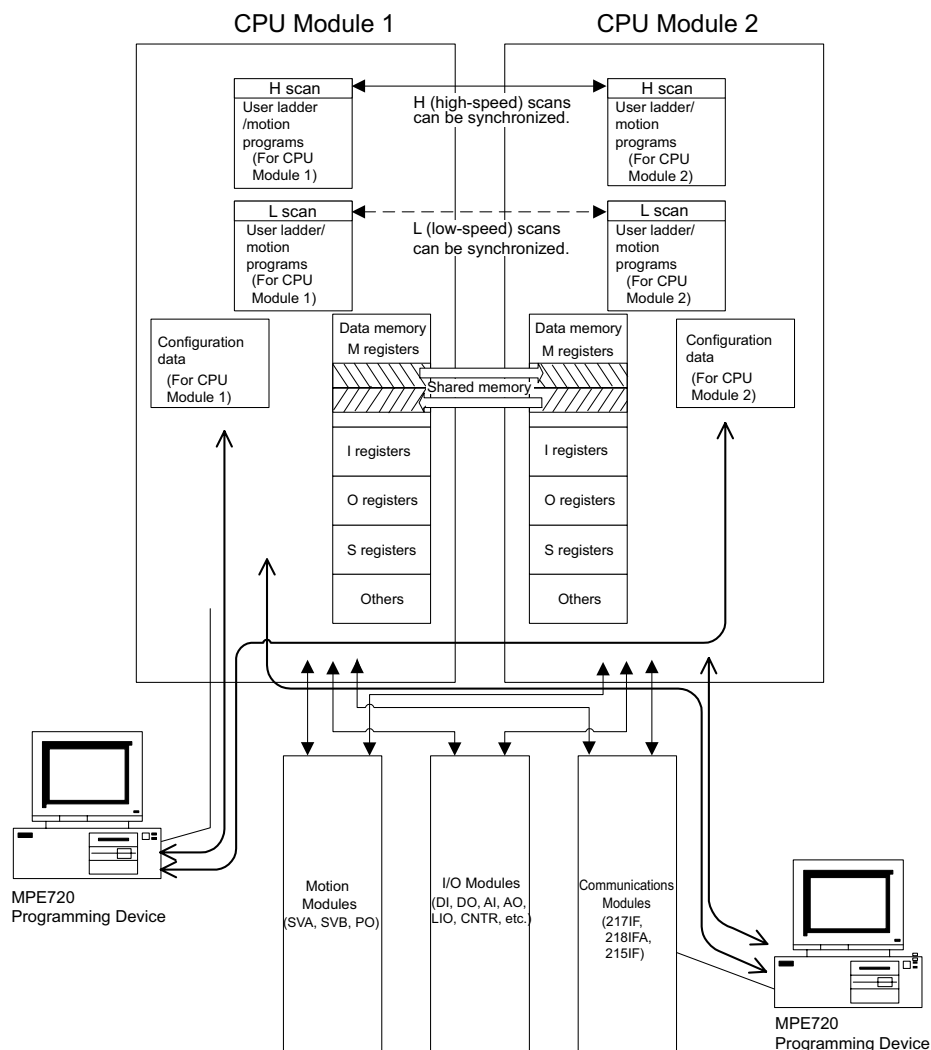 CPU Module 1
CPU Module 2
H scan
User ladder
/motion
programs
(For CPU
Module 1)
H (high-speed) scans
can be synchronized.
H scan
User ladder/
motion
programs
(For CPU
Module 2)
L scan
User ladder/
motion
programs
(For CPU
Module 1)
L (low-speed) scans
can be synchronized.
L scan
User ladder/
motion
programs
(For CPU
Module 2)
Configuration
data
(For CPU
Module 1)
Data memory
M registers
Shared memory
I registers
O registers
S registers
Others
Data memory
M registers
I registers
O registers
S registers
Others
Configuration
data
(For CPU
Module 2)
MPE720
Programming Device
Motion
Modules
(SVA, SVB, PO)
I/O Modules
(DI, DO, AI, AO,
LIO, CNTR, etc.)
Communications
Modules
(217IF,
218IFA,
215IF)
MPE720
Programming Device